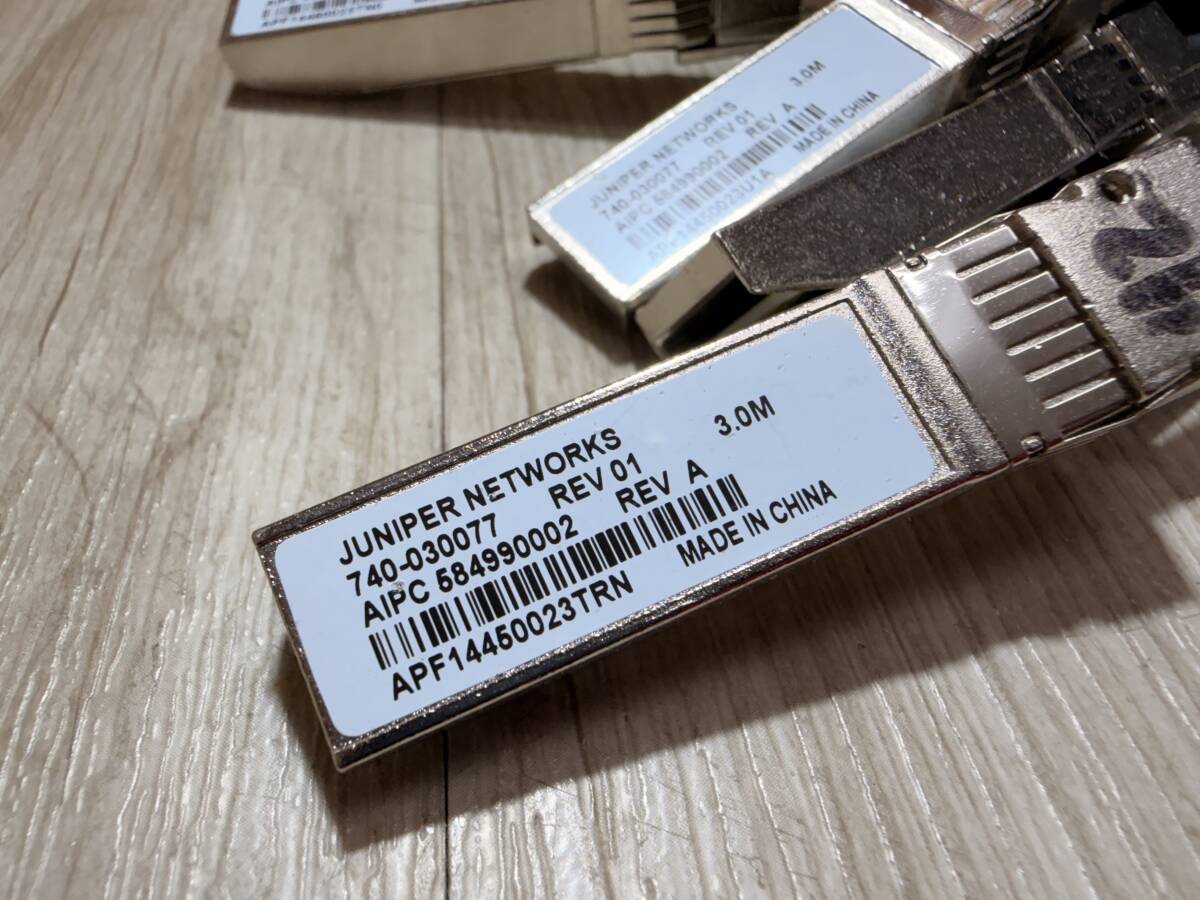 JUNIPER NETWORKS 3.0M
740-030077 REV 01
AIPC 584990002 REV A
MADE IN CHINA
JUNIPER NETWORKS 3.0M
740-030077 REV 01
AIPC 584990002 REV A
APF14450023TRN MADE IN CHINA